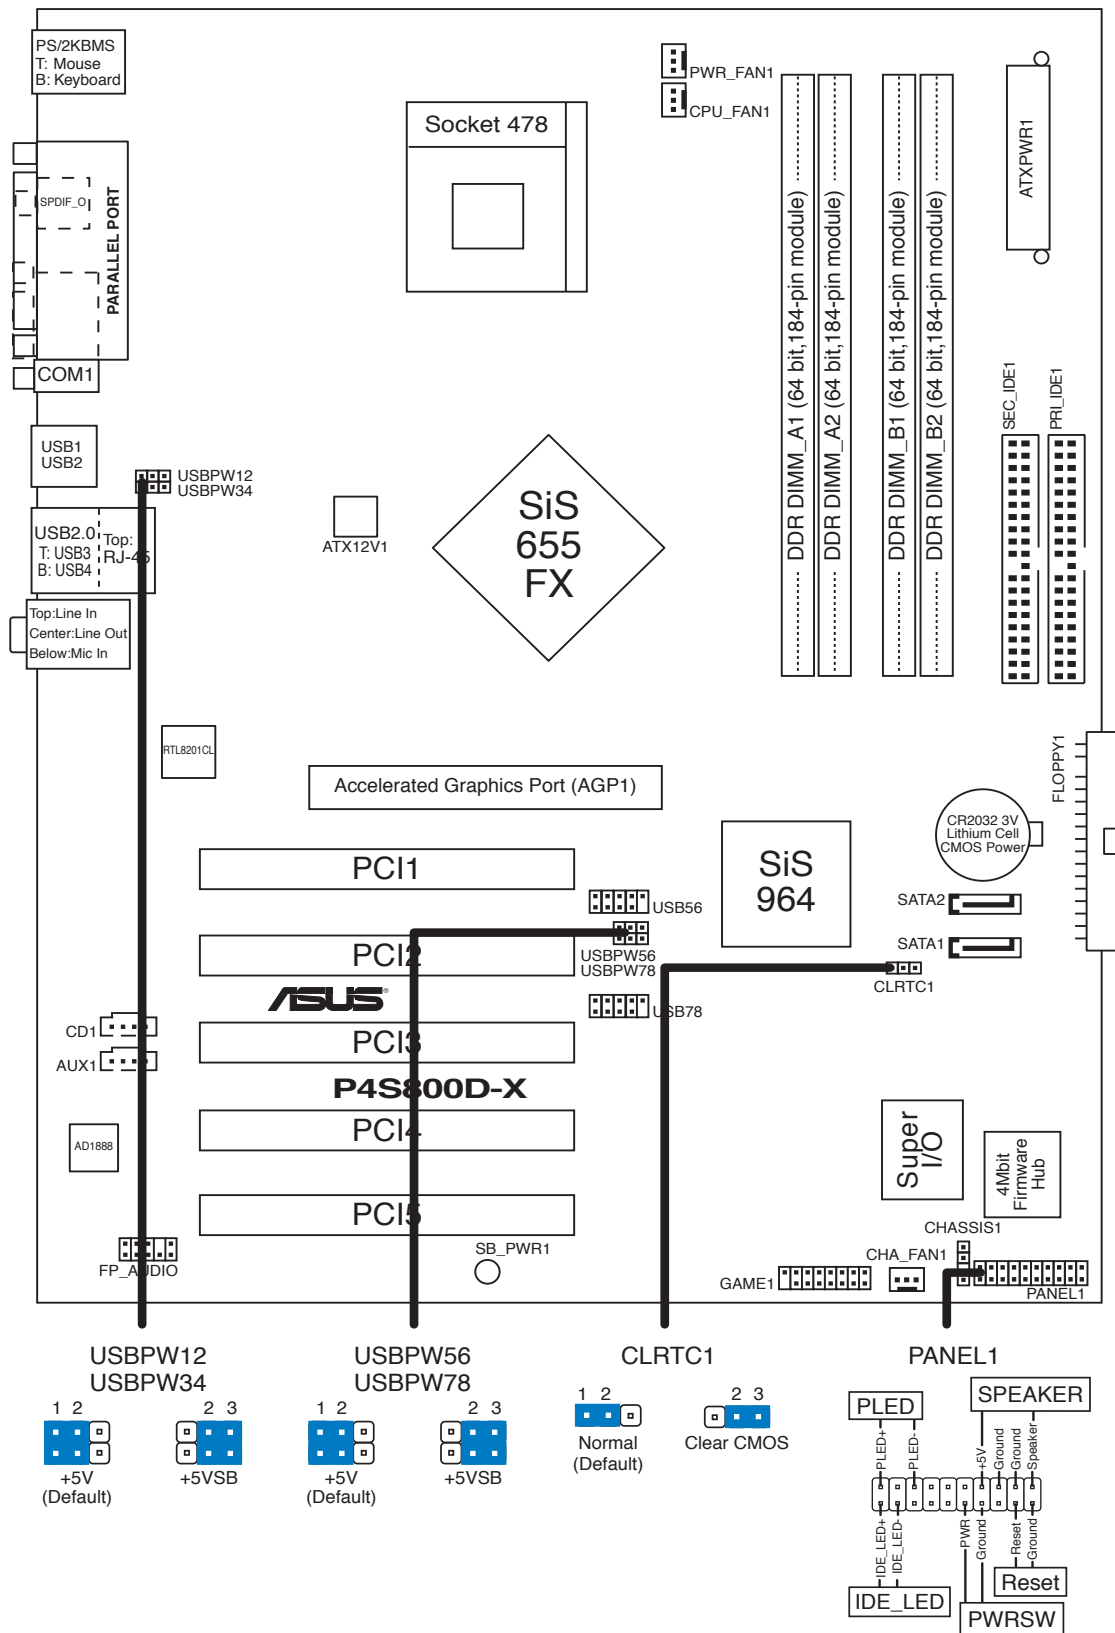 PS/2KBMS
T: Mouse
B: Keyboard
PWR_FAN1
CPU_FAN1
Socket 478
ATXPWR1
SPDIF_O
PARALLEL PORT
DDR DIMM_A1 (64 bit,184-pin module)
DDR DIMM_A2 (64 bit,184-pin module)
DDR DIMM_B1 (64 bit,184-pin module)
DDR DIMM_B2 (64 bit,184-pin module)
SEC_IDE1
PRI_IDE1
COM1
USB1
USB2
USBPW12
USBPW34
USB2.0
T: USB3
B: USB4
Top:
RJ-45
ATX12V1
SiS
655
FX
Top:Line In
Center:Line Out
Below:Mic In
RTL8201CL
Accelerated Graphics Port (AGP1)
FLOPPY1
CR2032 3V
Lithium Cell
CMOS Power
PCI1
SiS
964
USB56
SATA2
PCI2
USBPW56
USBPW78
SATA1
CLRTC1
ASUS®
USB78
CD1
PCI3
AUX1
P4S800D-X
PCI4
AD1888
Super
I/O
4Mbit
Firmware
Hub
PCI5
CHASSIS1
SB_PWR1
CHA_FAN1
FP_AUDIO
GAME1
PANEL1
USBPW12
USBPW34
1 2
+5V
(Default)
2 3
+5VSB
USBPW56
USBPW78
1 2
+5V
(Default)
2 3
+5VSB
CLRTC1
1 2
Normal
(Default)
2 3
Clear CMOS
PANEL1
PLED
SPEAKER
PLED+
PLED-
+5V
Ground
Ground
Speaker
IDE_LED+
IDE_LED-
PWR
Ground
Reset
Ground
IDE_LED
Reset
PWRSW